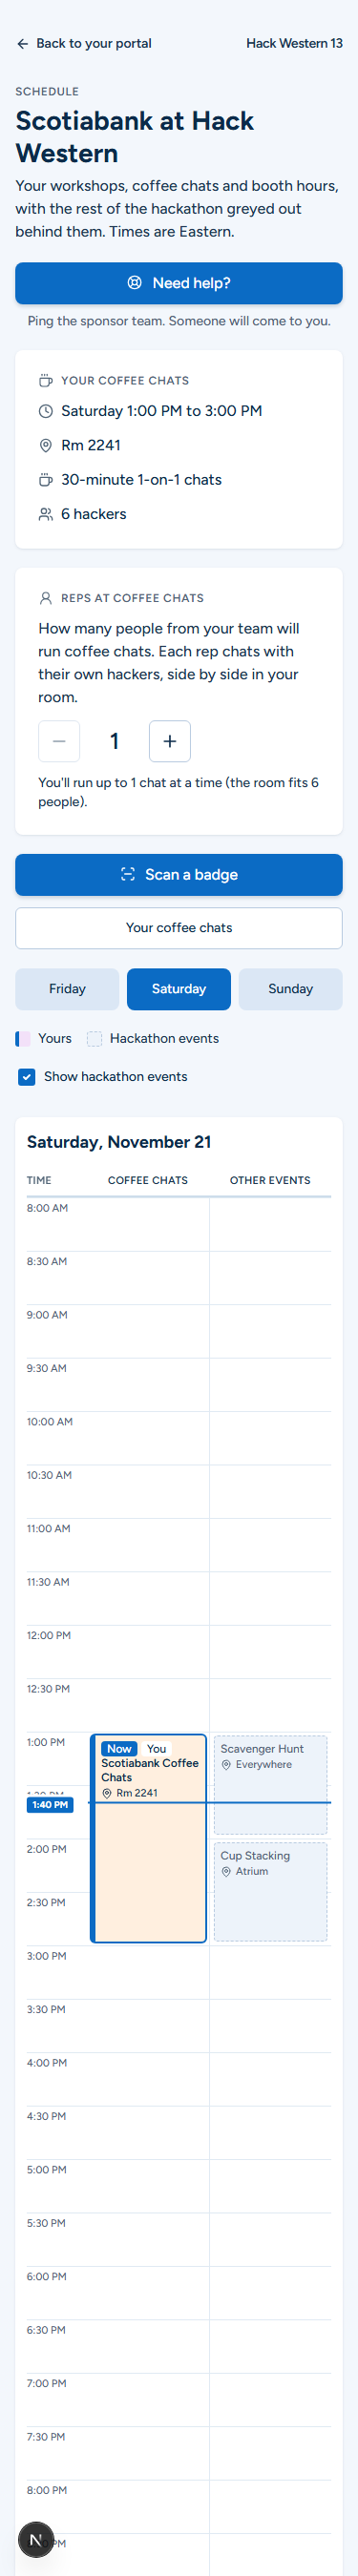 Back to your portal
Hack Western 13
SCHEDULE
Scotiabank at Hack
Western
Your workshops, coffee chats and booth hours,
with the rest of the hackathon greyed out
behind them. Times are Eastern.
Need help?
Ping the sponsor team. Someone will come to you.
YOUR COFFEE CHATS
Saturday 1:00 PM to 3:00 PM
Rm 2241
30-minute 1-on-1 chats
6 hackers
REPS AT COFFEE CHATS
How many people from your team will
run coffee chats. Each rep chats with
their own hackers, side by side in your
room.
1
You'll run up to 1 chat at a time (the room fits 6
people).
Scan a badge
Your coffee chats
Friday
Saturday
Sunday
Yours
Hackathon events
Show hackathon events
Saturday, November 21
TIME
COFFEE CHATS
OTHER EVENTS
8:00 AM
8:30 AM
9:00 AM
9:30 AM
10:00 AM
10:30 AM
11:00 AM
11:30 AM
12:00 PM
12:30 PM
1:00 PM
Now
You
Scotiabank Coffee
Chats
Rm 2241
Scavenger Hunt
Everywhere
1:40 PM
2:00 PM
Cup Stacking
Atrium
2:30 PM
3:00 PM
3:30 PM
4:00 PM
4:30 PM
5:00 PM
5:30 PM
6:00 PM
6:30 PM
7:00 PM
7:30 PM
8:00 PM
N
PM